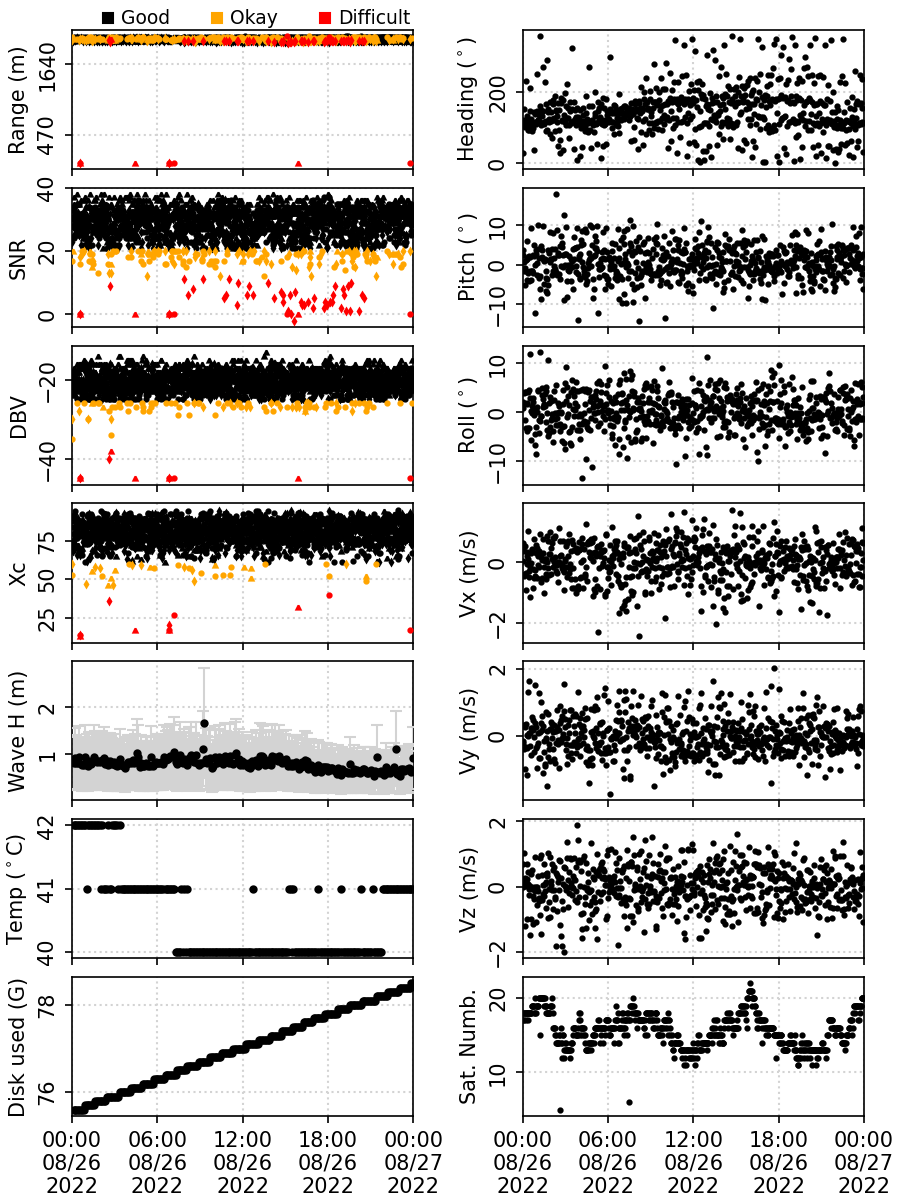 Good Okay Difficult
Range (m)
1640
470
Heading (°)
200
0
SNR
40
20
0
Pitch (°)
10
0
−10
DBV
−20
−40
Roll (°)
10
0
−10
Xc
75
50
25
Vx (m/s)
0
−2
Wave H (m)
2
1
Vy (m/s)
2
0
Temp (°C)
42
41
40
Vz (m/s)
2
0
−2
Disk used (G)
78
76
Sat. Numb.
20
10
00:00 06:00 12:00 18:00 00:00
08/26 08/26 08/26 08/26 08/27
2022 2022 2022 2022 2022
00:00 06:00 12:00 18:00 00:00
08/26 08/26 08/26 08/26 08/27
2022 2022 2022 2022 2022